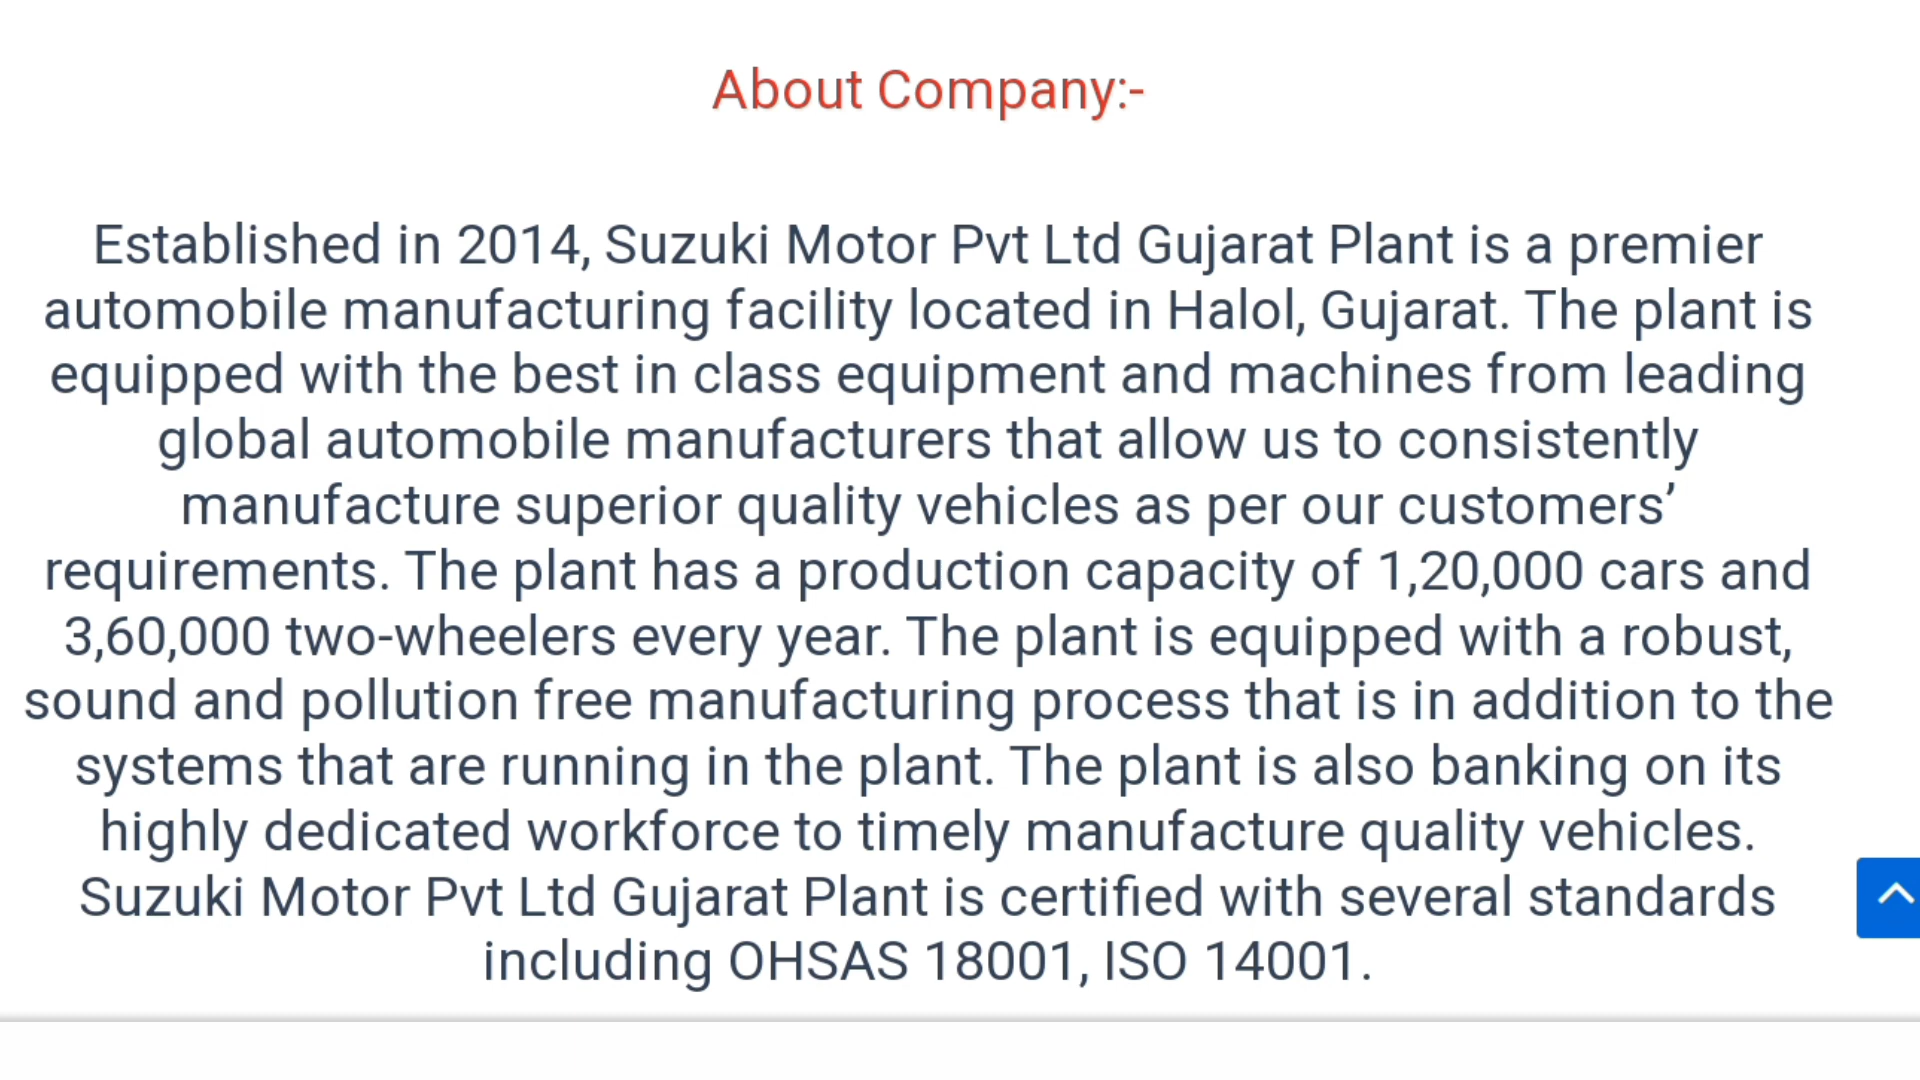 About Company:-
Established in 2014, Suzuki Motor Pvt Ltd Gujarat Plant is a premier
automobile manufacturing facility located in Halol, Gujarat. The plant is
equipped with the best in class equipment and machines from leading
global automobile manufacturers that allow us to consistently
manufacture superior quality vehicles as per our customers’
requirements. The plant has a production capacity of 1,20,000 cars and
3,60,000 two-wheelers every year. The plant is equipped with a robust,
sound and pollution free manufacturing process that is in addition to the
systems that are running in the plant. The plant is also banking on its
highly dedicated workforce to timely manufacture quality vehicles.
Suzuki Motor Pvt Ltd Gujarat Plant is certified with several standards
including OHSAS 18001, ISO 14001.